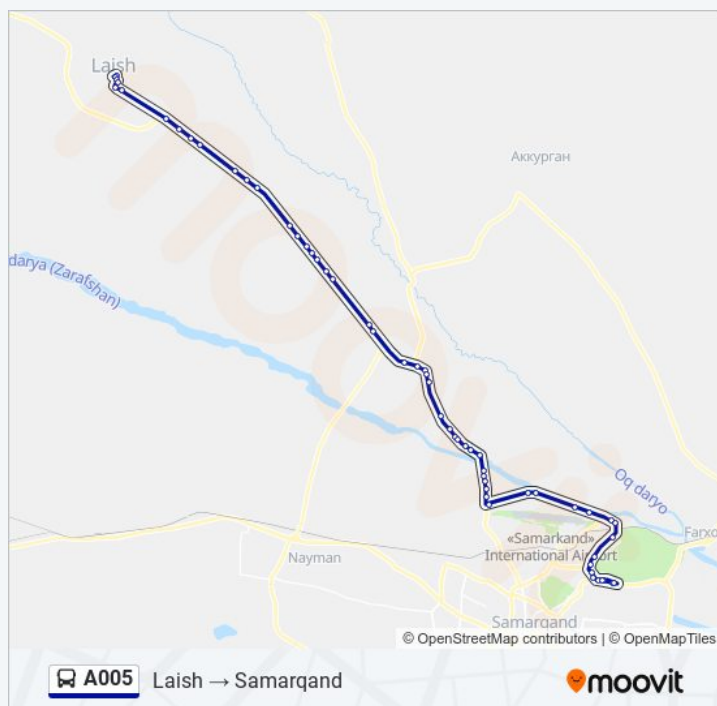 Laish
Аккурган
darya (Zarafshan)
Oq daryo
«Samarkand»
International Airport
Farxo
Nayman
Samarqand
© OpenStreetMap contributors | © OpenMapTiles
A005 Laish → Samarqand
moovit
moovit